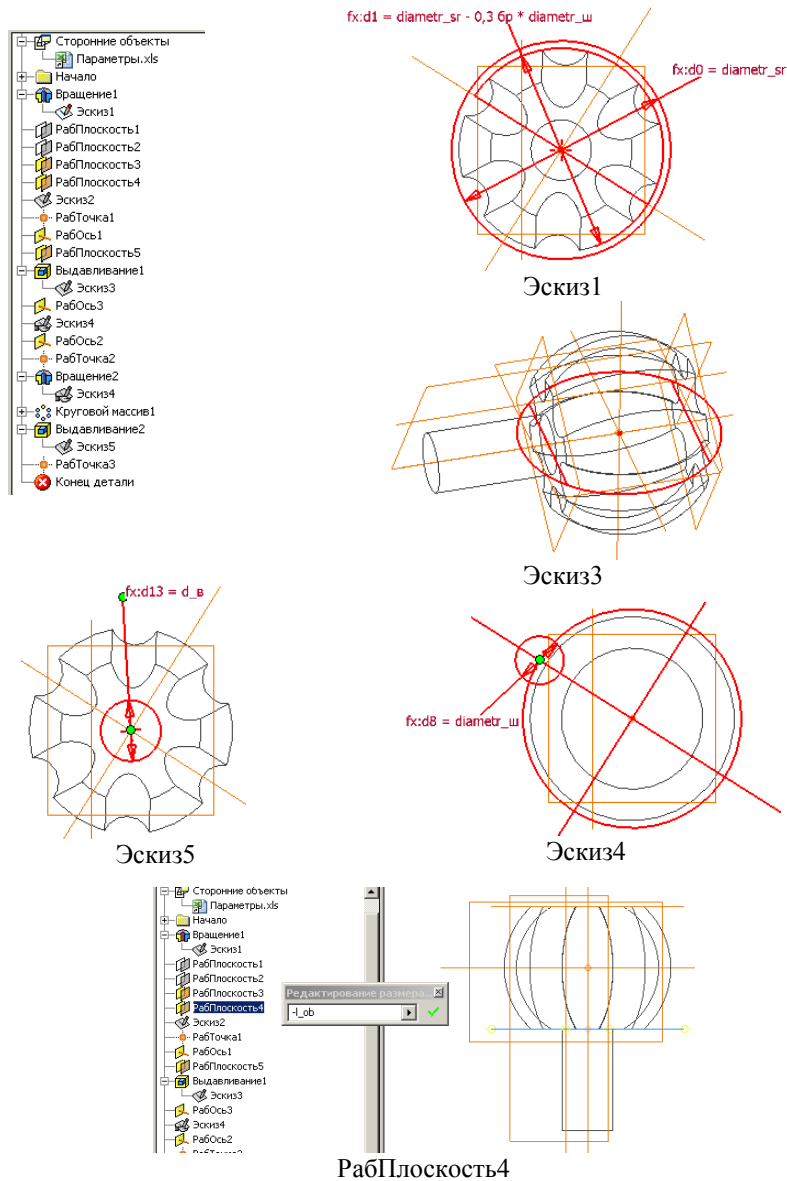 Сторонние объекты
Параметры.xls
Начало
Вращение1
Эскиз1
РабПлоскость1
РабПлоскость2
РабПлоскость3
РабПлоскость4
Эскиз2
РабТочка1
РабОсь1
РабПлоскость5
Выдавливание1
Эскиз3
РабОсь3
Эскиз4
РабОсь2
РабТочка2
Вращение2
Эскиз4
Круговой массив1
Выдавливание2
Эскиз5
РабТочка3
Конец детали
fx:d1 = diametr_sr - 0,3 бр * diametr_ш
fx:d0 = diametr_sr
Эскиз1
Эскиз3
fx:d13 = d_в
Эскиз5
fx:d8 = diametr_ш
Эскиз4
Сторонние объекты
Параметры.xls
Начало
Вращение1
Эскиз1
РабПлоскость1
РабПлоскость2
РабПлоскость3
РабПлоскость4
Эскиз2
РабТочка1
РабОсь1
РабПлоскость5
Выдавливание1
Эскиз3
РабОсь3
Эскиз4
РабОсь2
РабТочка2
Редактирование размера...
-l_ob
РабПлоскость4